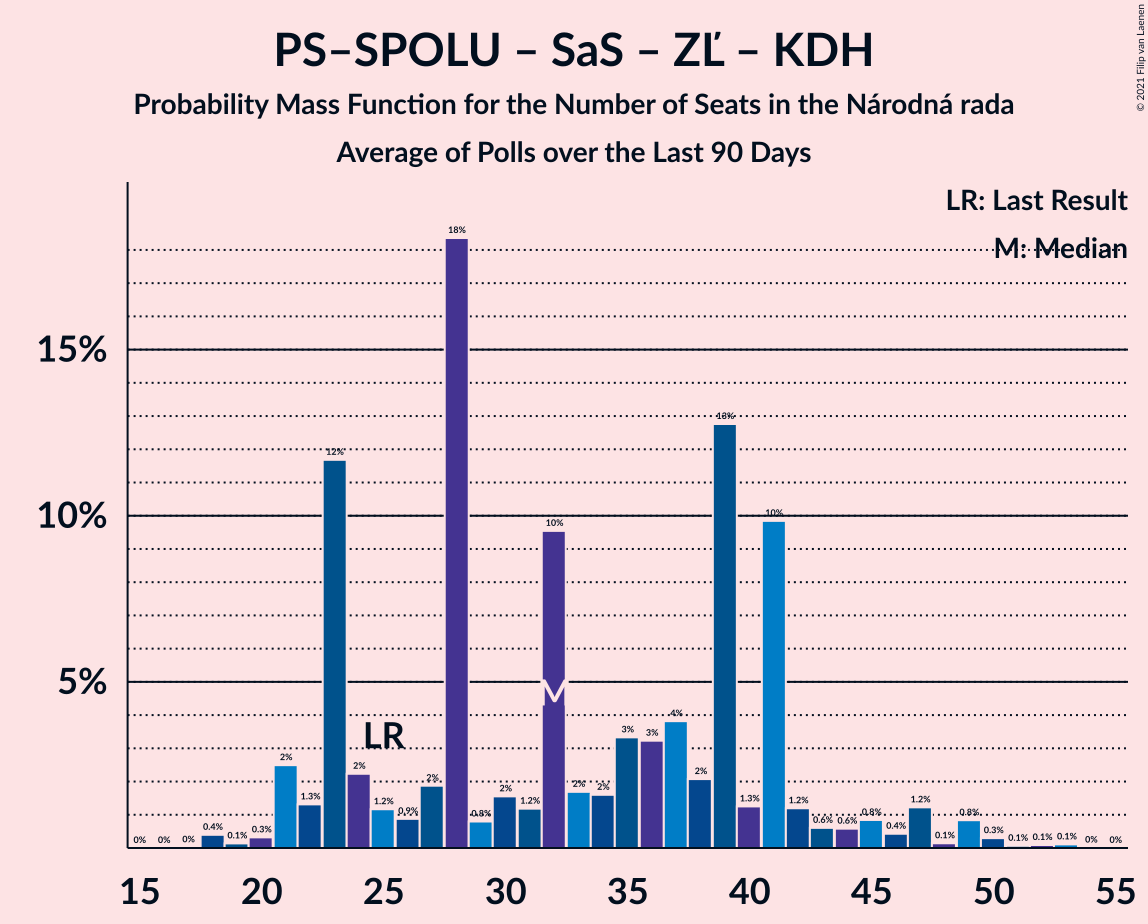 PS–SPOLU – SaS – ZĽ – KDH
Probability Mass Function for the Number of Seats in the Národná rada
Average of Polls over the Last 90 Days
© 2021 Filip van Laenen
LR: Last Result
M: Median
15%
10%
5%
LR
M
0% 0% 0% 0.4% 0.1% 0.3% 2% 1.3% 12% 2% 1.2% 0.9% 2% 18% 0.8% 2% 1.2% 10% 2% 2% 3% 3% 4% 2% 13% 1.3% 10% 1.2% 0.6% 0.6% 0.8% 0.4% 1.2% 0.1% 0.8% 0.3% 0.1% 0.1% 0.1% 0% 0%
15 20 25 30 35 40 45 50 55